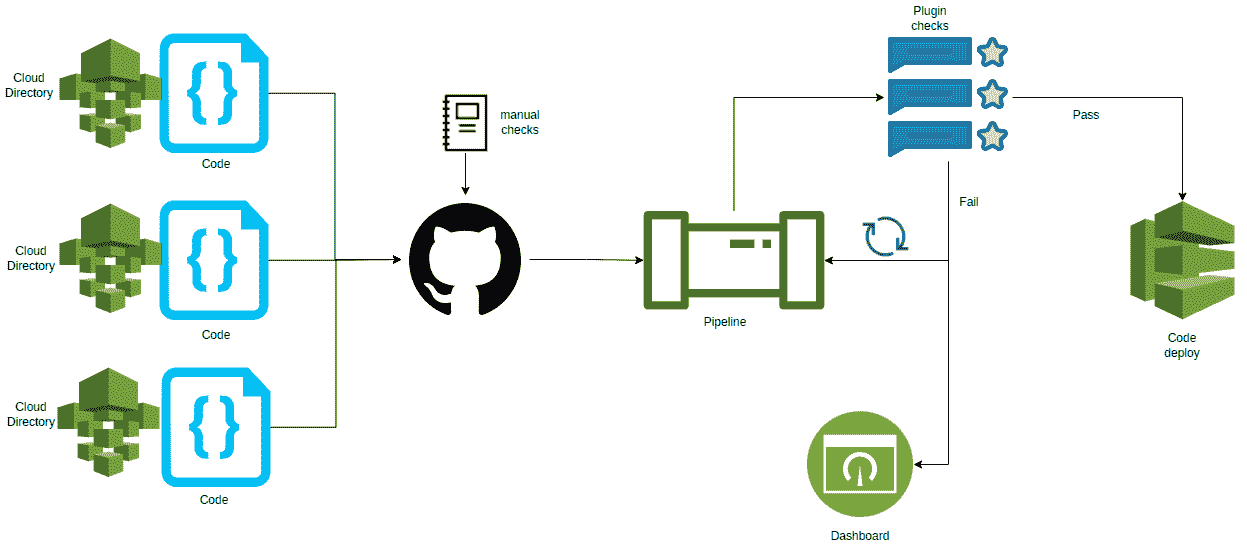 Plugin
checks
Cloud
Directory
Code
manual
checks
Pass
Fail
Cloud
Directory
Code
Pipeline
Code
deploy
Cloud
Directory
Code
Dashboard